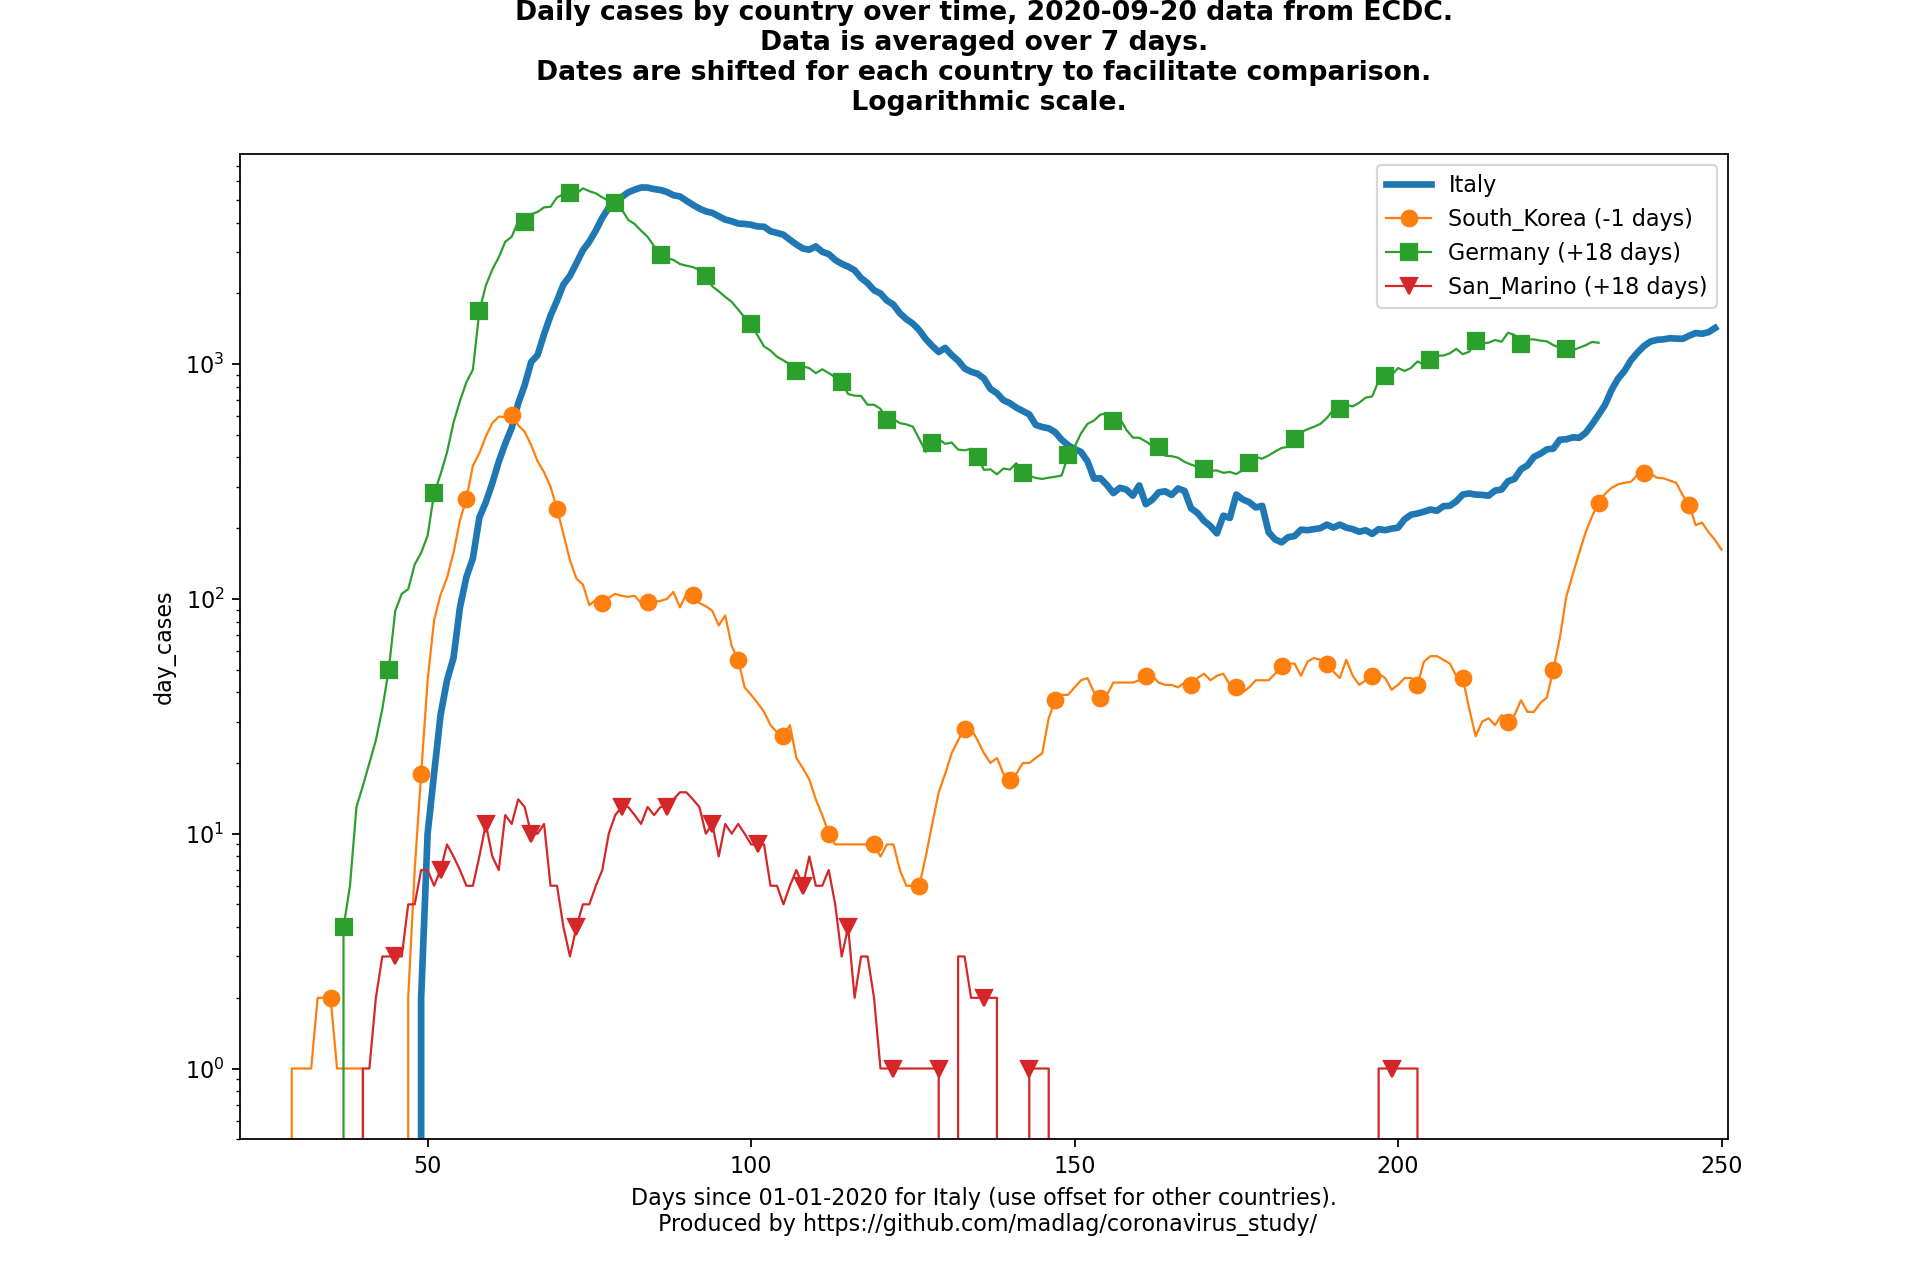 Daily cases by country over time, 2020-09-20 data from ECDC.
Data is averaged over 7 days.
Dates are shifted for each country to facilitate comparison.
Logarithmic scale.
Italy
South_Korea (-1 days)
Germany (+18 days)
San_Marino (+18 days)
10³
10²
10¹
10⁰
day_cases
50
100
150
200
250
Days since 01-01-2020 for Italy (use offset for other countries).
Produced by https://github.com/madlag/coronavirus_study/